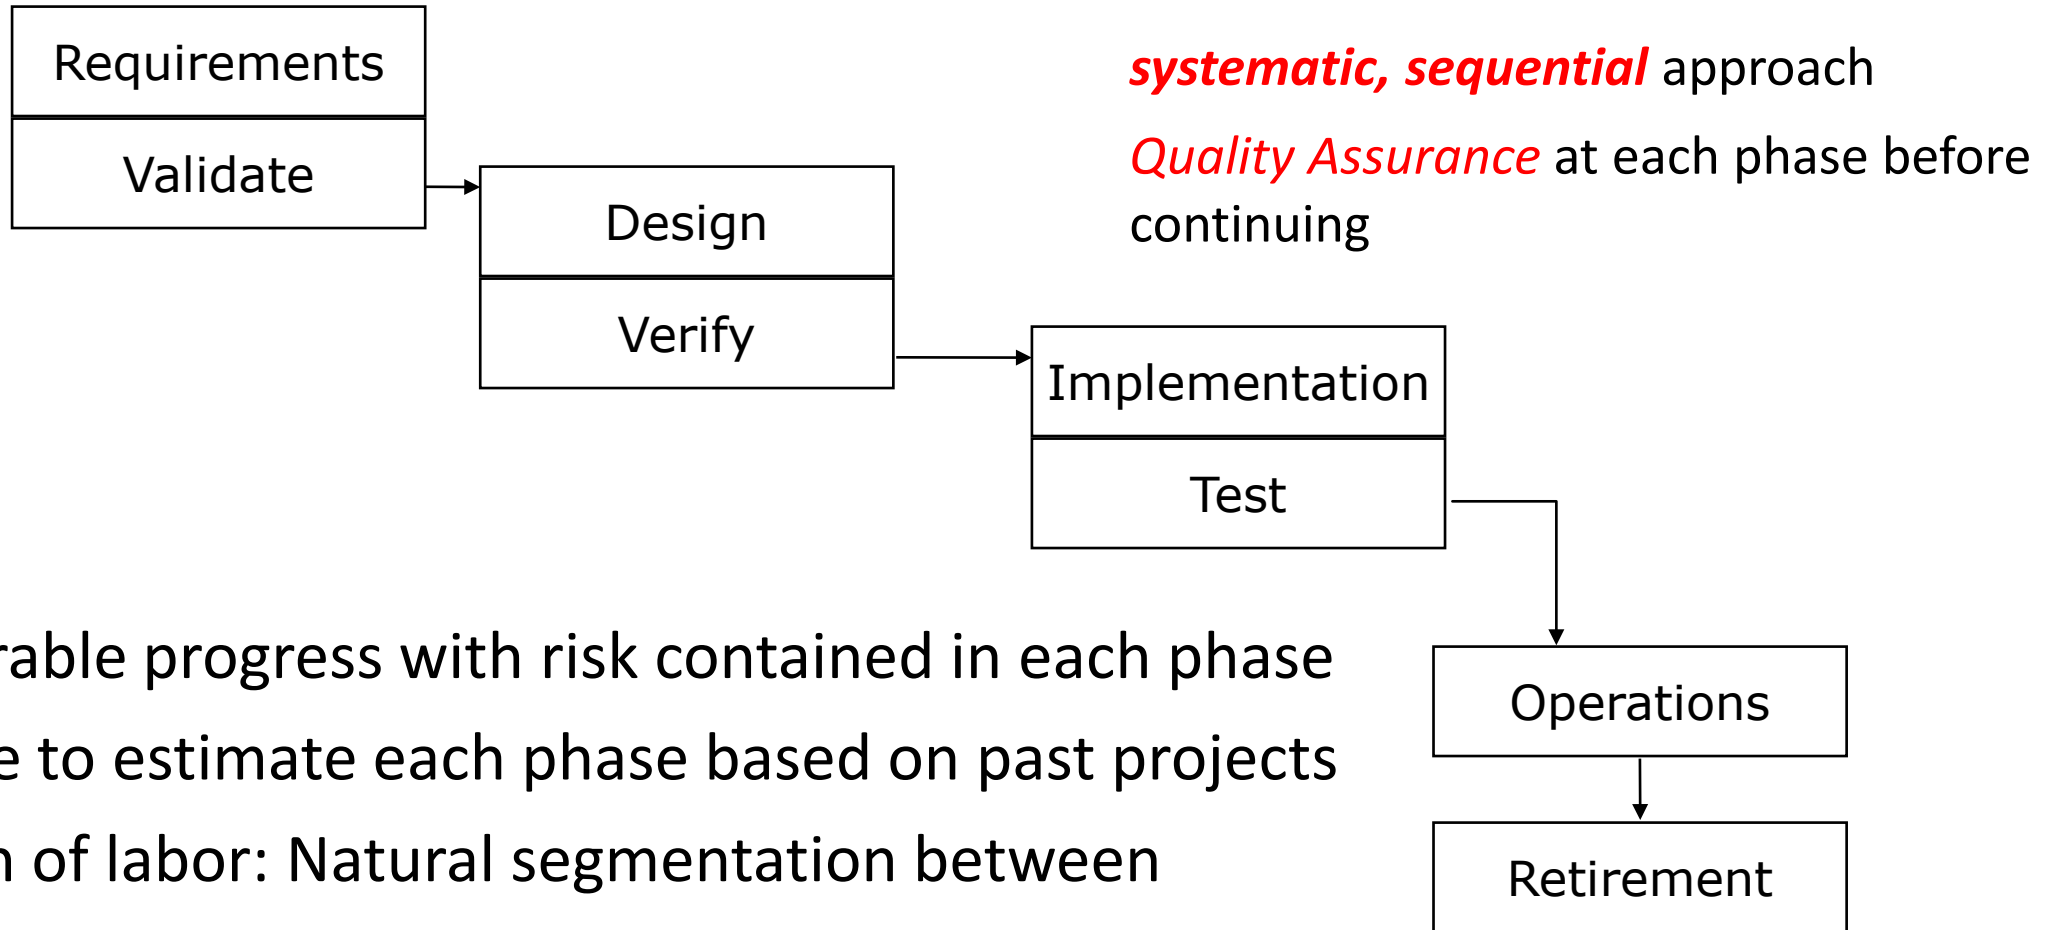 Requirements
Validate
systematic, sequential approach
Quality Assurance at each phase before
continuing
Design
Verify
Implementation
Test
progress with risk contained in each phase
to estimate each phase based on past projects
of labor: Natural segmentation between
Operations
Retirement